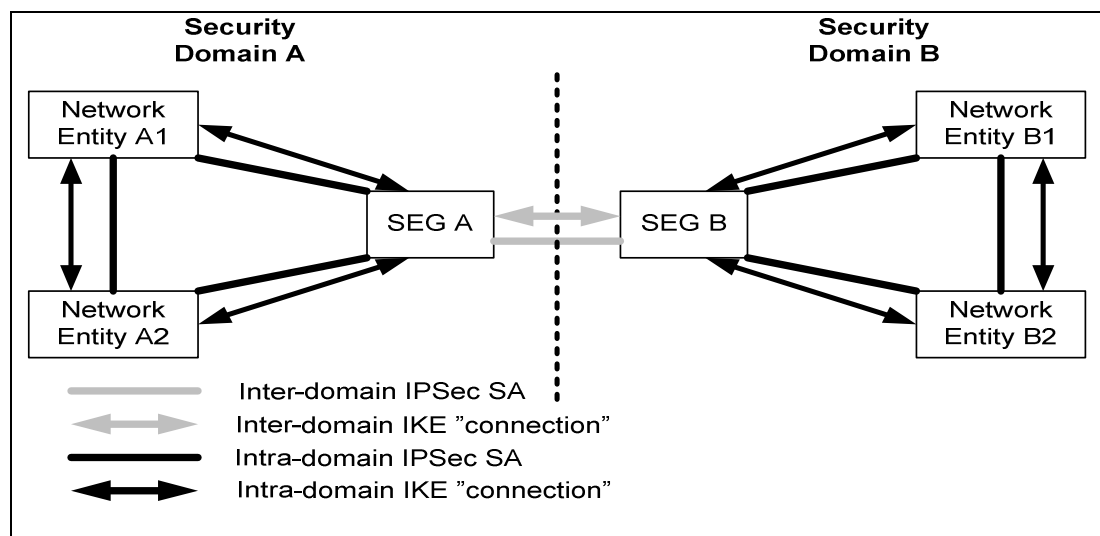 Security
Domain A
Security
Domain B
Network
Entity A1
Network
Entity B1
SEG A
SEG B
Network
Entity A2
Network
Entity B2
Inter-domain IPSec SA
Inter-domain IKE ”connection”
Intra-domain IPSec SA
Intra-domain IKE ”connection”